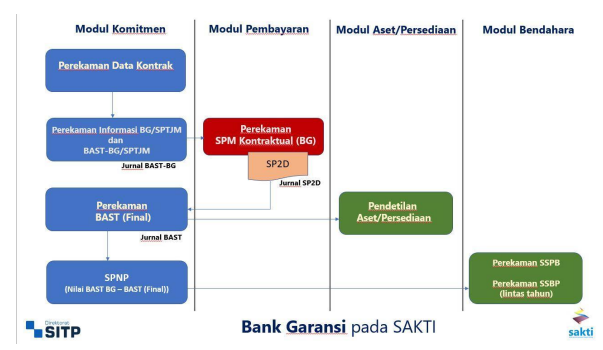 Modul Komitmen
Modul Pembayaran
Modul Aset/Persediaan
Modul Bendahara
Perekaman Data Kontrak
Perekaman Informasi BG/SPTJM
dan
BAST-BG/SPTJM
Jurnal BAST-BG
Perekaman
SPM Kontraktual (BG)
SP2D
Jurnal SP2D
Perekaman
BAST (Final)
Jurnal BAST
Pendetilan
Aset/Persediaan
SPNP
(Nilai BAST BG – BAST (Final))
Perekaman SSPB
Perekaman SSBP
(lintas tahun)
Direktorat
SITP
Bank Garansi pada SAKTI
sakti